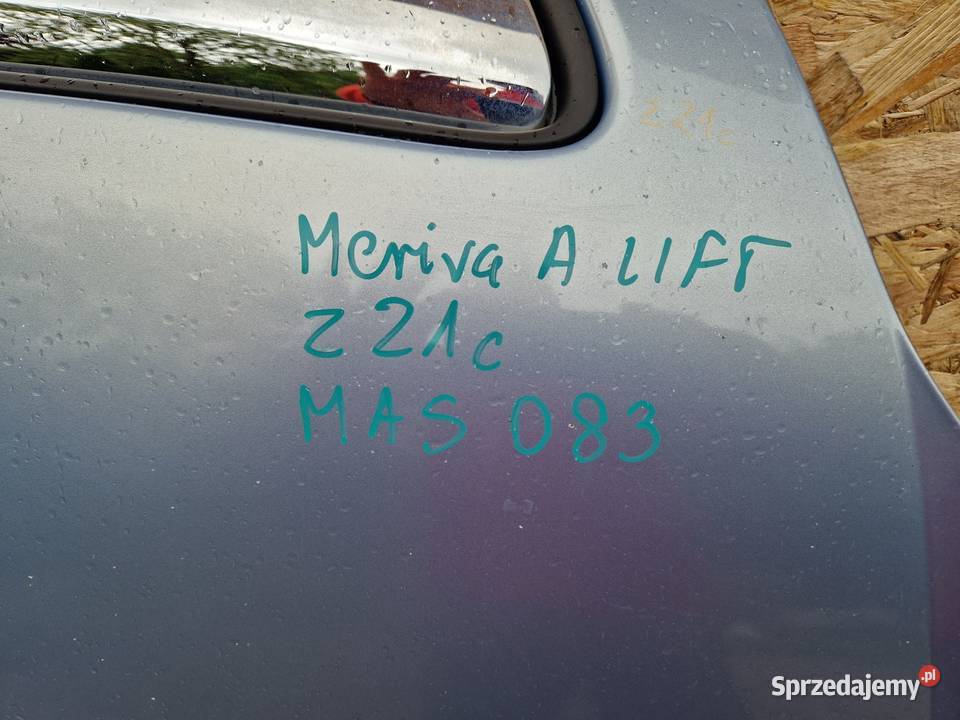 z21c
Meriva A LIFT
z21c
MAS 083
Sprzedajemy.pl